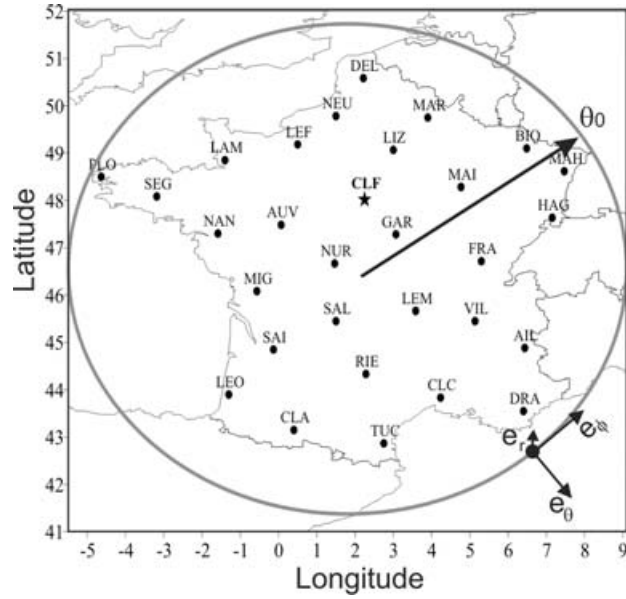 52
51
50
49
48
47
46
45
44
43
42
41
Latitude
DEL
NEU
MAR
θ0
LEF
LIZ
BIO
LAM
MAH
PLO
SEG
CLF
MAI
HAG
NAN
AUV
GAR
NUR
FRA
MIG
SAL
LEM
VIL
SAI
AIL
RIE
LEO
CLC
DRA
CLA
TUC
er
eϕ
eθ
-5 -4 -3 -2 -1 0 1 2 3 4 5 6 7 8 9
Longitude